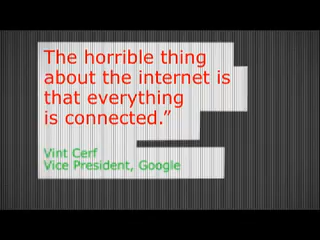 The horrible thing
about the internet is
that everything
is connected.”
Vint Cerf
Vice President, Google